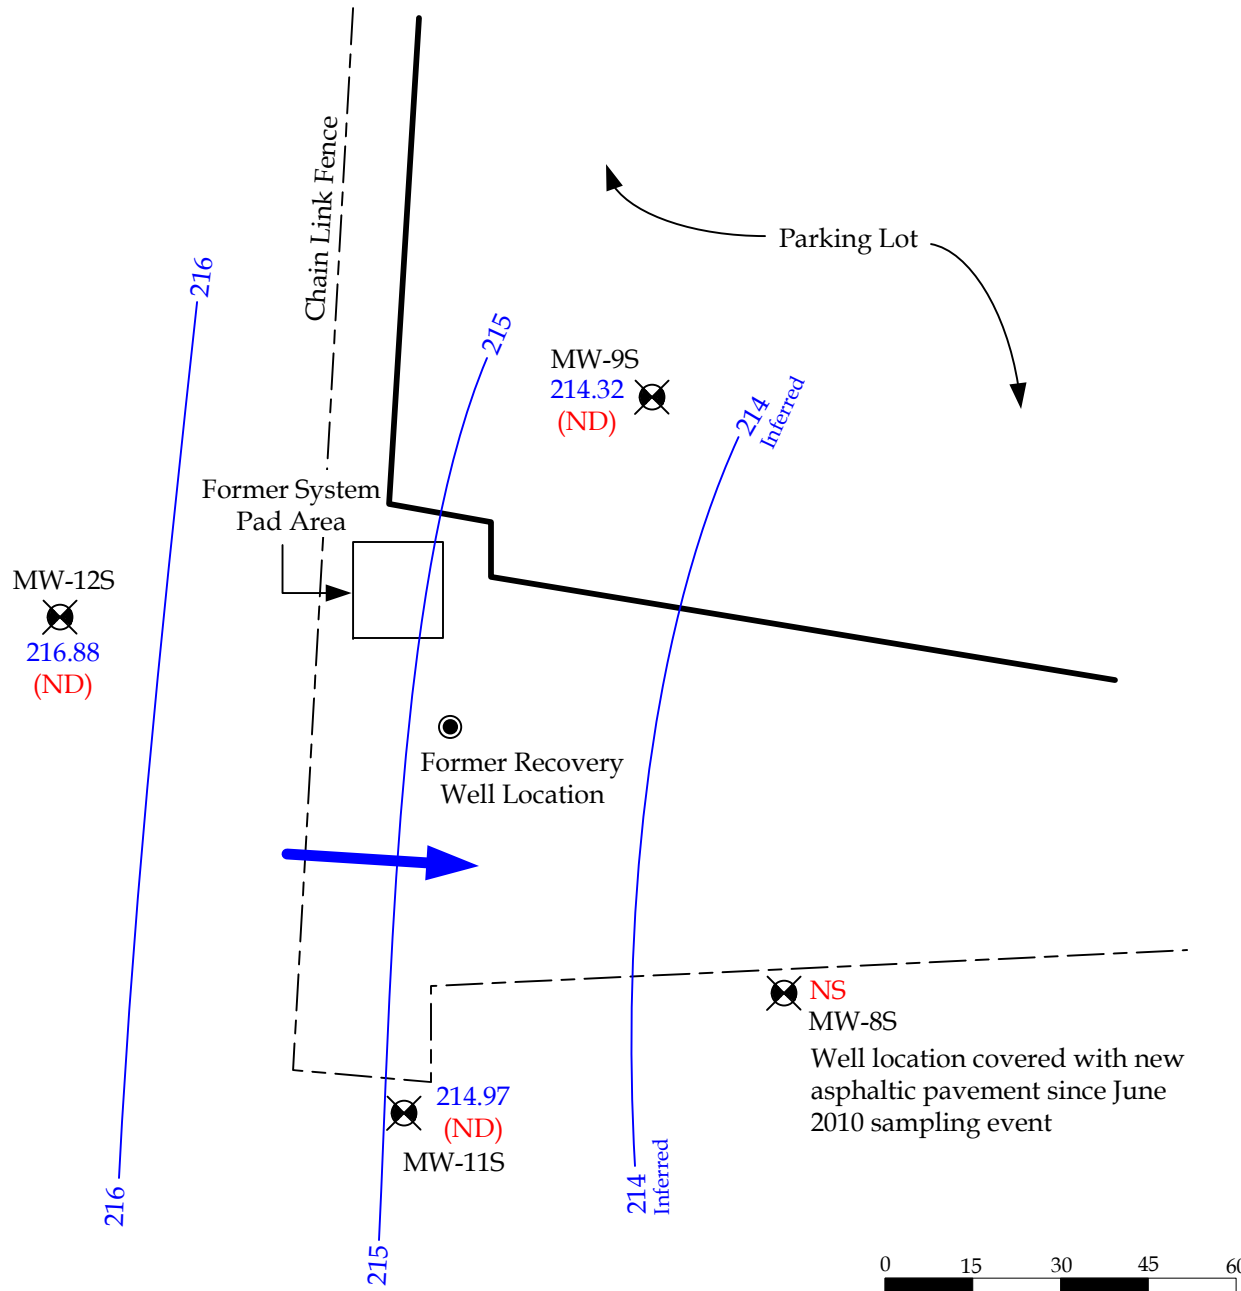 Chain Link Fence
Parking Lot
216
215
MW-9S
214.32
(ND)
214
Inferred
Former System
Pad Area
MW-12S
216.88
(ND)
Former Recovery
Well Location
NS
MW-8S
Well location covered with new
asphaltic pavement since June
2010 sampling event
214.97
(ND)
MW-11S
216
215
214
Inferred
0 15 30 45 60